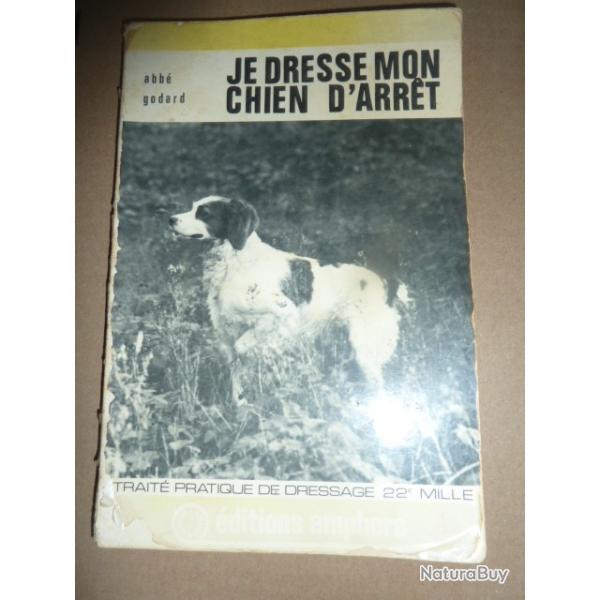 abbé
godard
JE DRESSE MON
CHIEN D'ARRÊT
TRAITÉ PRATIQUE DE DRESSAGE 22e MILLE
éditions amphora
NaturaBuy